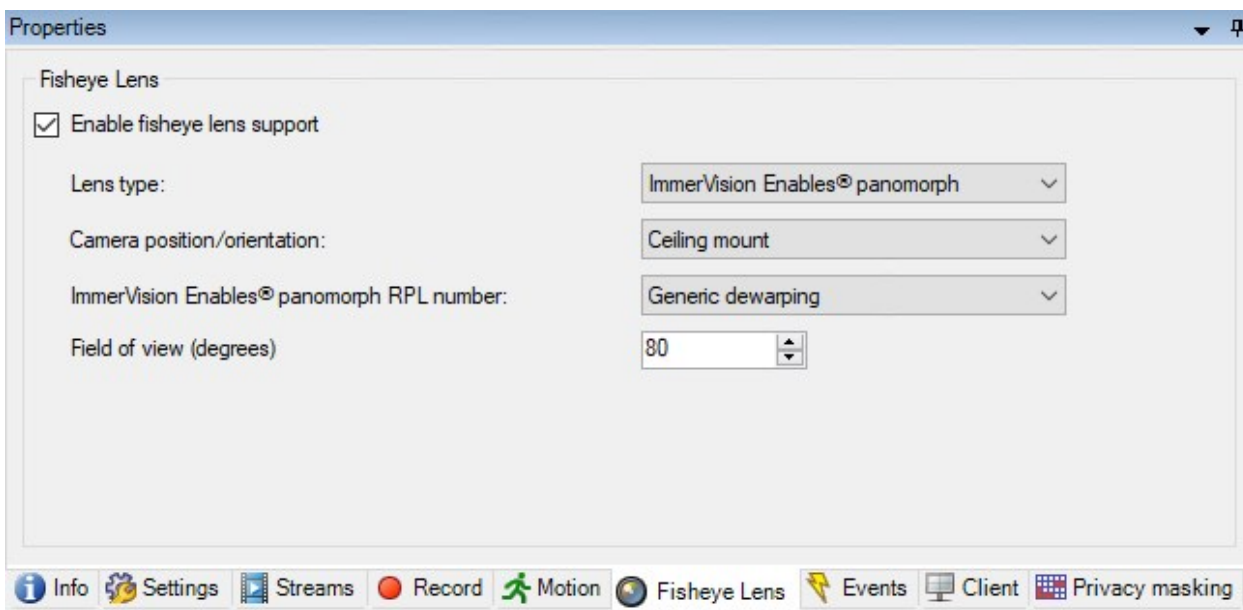 Properties
Fisheye Lens
Enable fisheye lens support
Lens type: ImmerVision Enables® panomorph
Camera position/orientation: Ceiling mount
ImmerVision Enables® panomorph RPL number: Generic dewarping
Field of view (degrees) 80
Info Settings Streams Record Motion Fisheye Lens Events Client Privacy masking